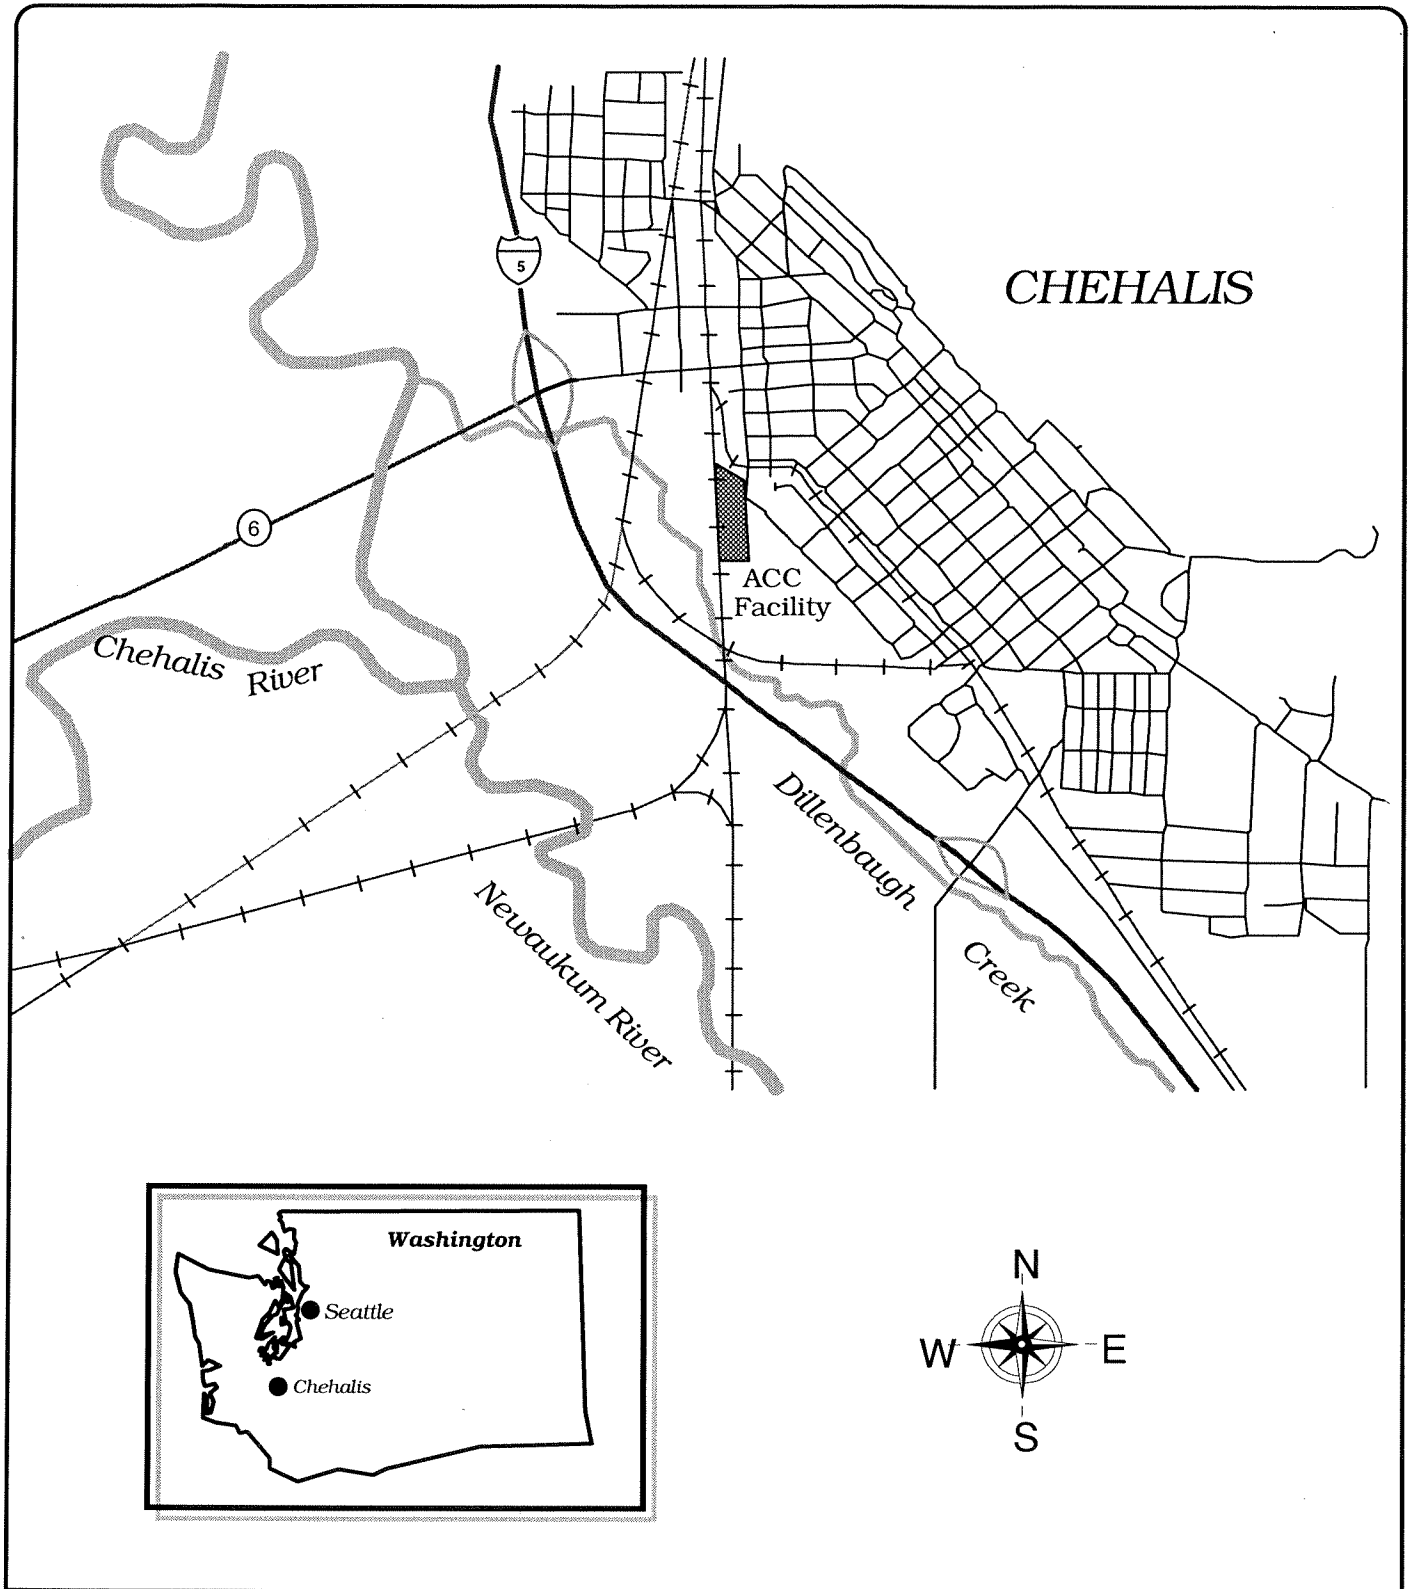 5
CHEHALIS
6
ACC
Facility
Chehalis River
Dillenbaugh
Creek
Newaukum River
Washington
Seattle
Chehalis
N
W
E
S